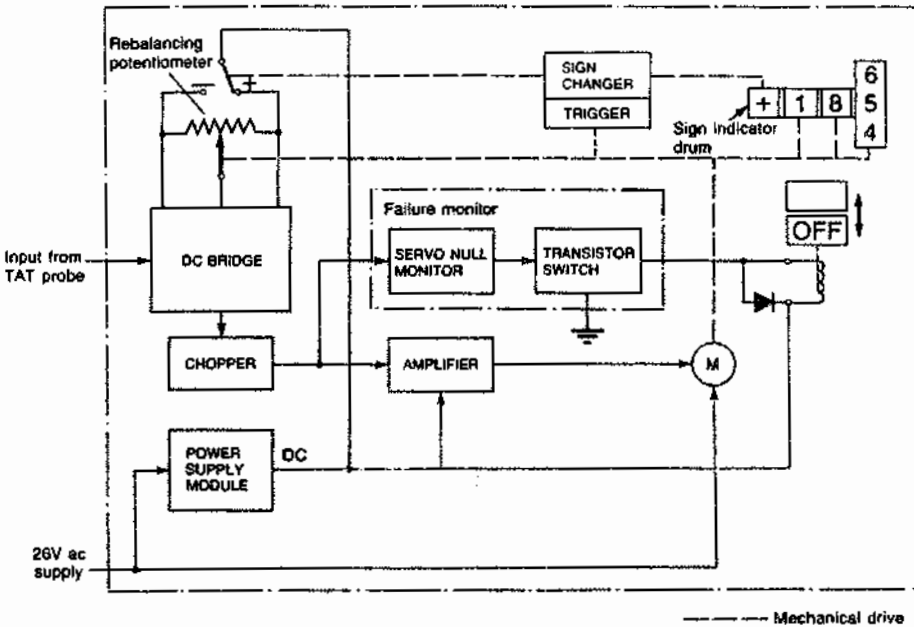 Rebalancing
potentiometer
−
+
SIGN
CHANGER
TRIGGER
+ 1 8
6
5
4
Sign indicator
drum
Failure monitor
OFF
Input from
TAT probe
DC BRIDGE
SERVO NULL
MONITOR
TRANSISTOR
SWITCH
CHOPPER
AMPLIFIER
M
POWER
SUPPLY
MODULE
DC
26V ac
supply
Mechanical drive